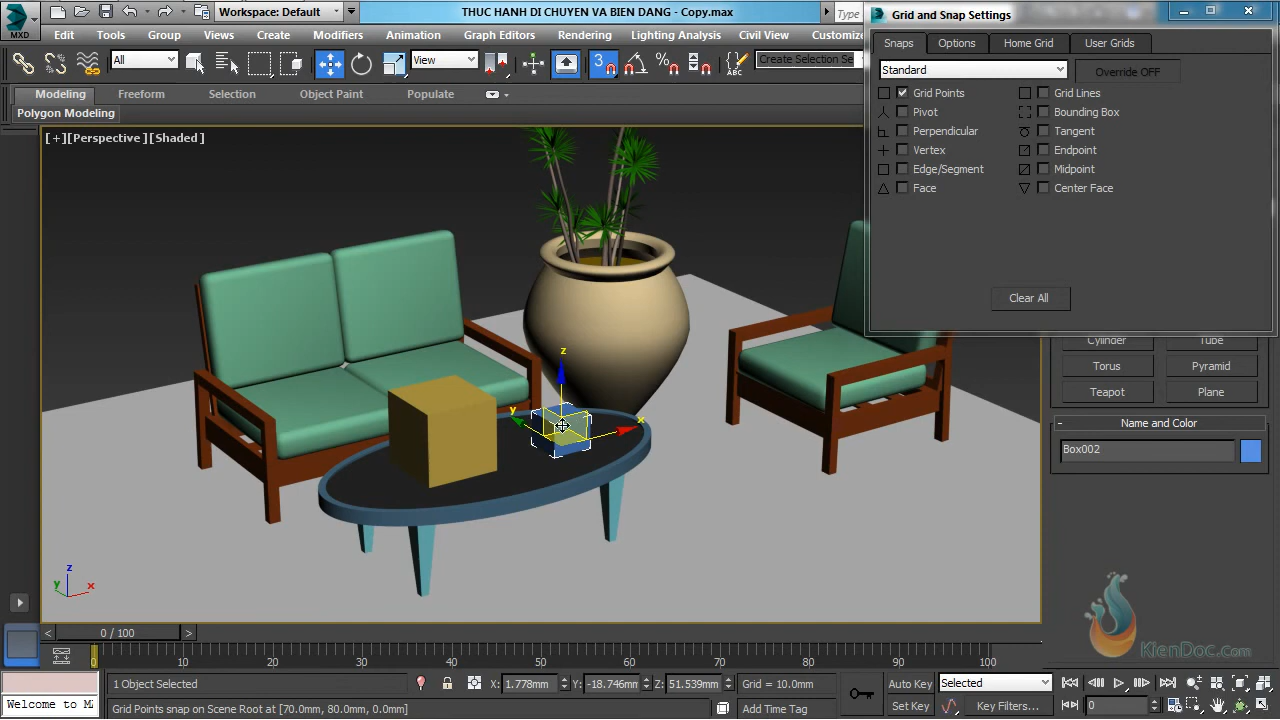 MXD
Workspace: Default
THUC HANH DI CHUYEN VA BIEN DANG - Copy.max
Type
Edit
Tools
Group
Views
Create
Modifiers
Animation
Graph Editors
Rendering
Lighting Analysis
Civil View
Customize
All
View
3
Create Selection Se
Modeling
Freeform
Selection
Object Paint
Populate
Polygon Modeling
Grid and Snap Settings
Snaps
Options
Home Grid
User Grids
Standard
Override OFF
Grid Points
Grid Lines
Pivot
Bounding Box
Perpendicular
Tangent
Vertex
Endpoint
Edge/Segment
Midpoint
Face
Center Face
Clear All
[+][Perspective][Shaded]
z
y
x
z
y
x
Cylinder
Tube
Torus
Pyramid
Teapot
Plane
- Name and Color
Box002
KienDoc.com
< 0 / 100 >
0 10 20 30 40 50 60 70 80 90 100
1 Object Selected
X: 1.778mm
Y: -18.746mm
Z: 51.539mm
Grid = 10.0mm
Auto Key
Selected
Welcome to M
Grid Points snap on Scene Root at [70.0mm, 80.0mm, 0.0mm]
Add Time Tag
Set Key
Key Filters...
0